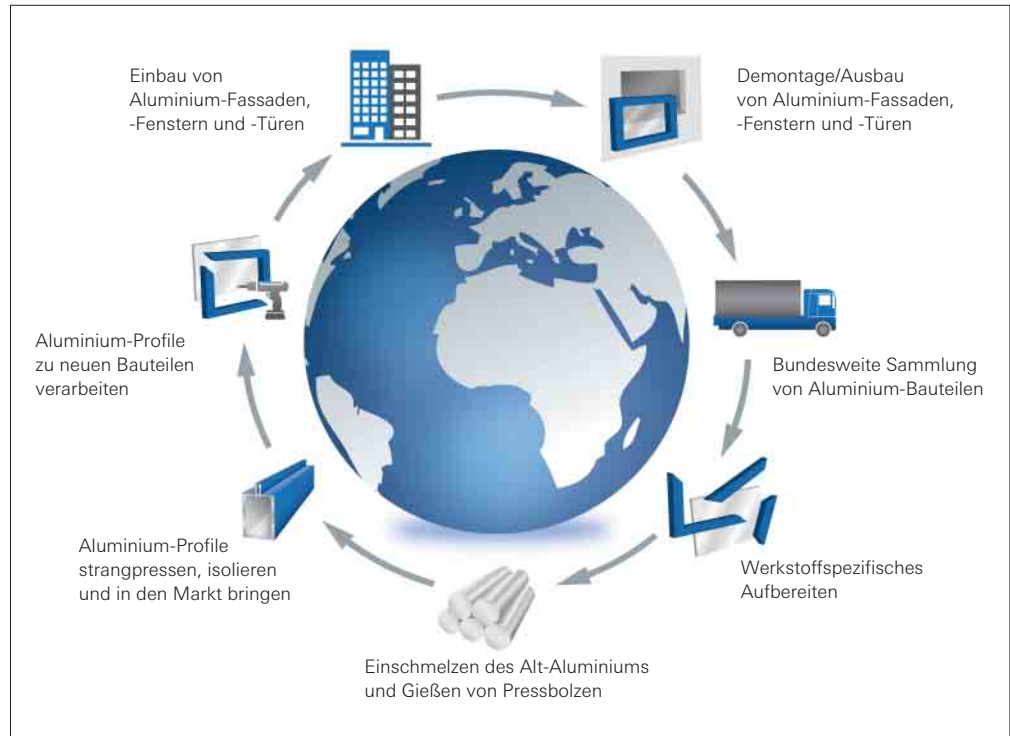 Einbau von
Aluminium-Fassaden,
-Fenstern und -Türen
Demontage/Ausbau
von Aluminium-Fassaden,
-Fenstern und -Türen
Bundesweite Sammlung
von Aluminium-Bauteilen
Werkstoffspezifisches
Aufbereiten
Einschmelzen des Alt-Aluminiums
und Gießen von Pressbolzen
Aluminium-Profile
strangpressen, isolieren
und in den Markt bringen
Aluminium-Profile
zu neuen Bauteilen
verarbeiten